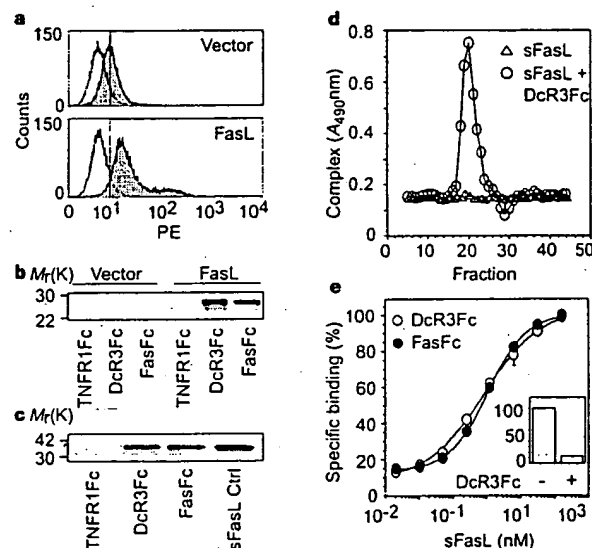 a
150
Vector
0
150
FasL
0
Counts
0 10¹ 10² 10³ 10⁴
PE
b Mr(K) Vector FasL
30
22
TNFR1Fc DcR3Fc FasFc TNFR1Fc DcR3Fc FasFc
c Mr(K)
42
30
TNFR1Fc DcR3Fc FasFc sFasL Ctrl
d
0.8
0.6
0.4
0.2
0
Complex (A490nm)
△ sFasL
○ sFasL +
DcR3Fc
0 10 20 30 40 50
Fraction
e
100
80
60
40
20
0
Specific binding (%)
○ DcR3Fc
● FasFc
100
50
0
DcR3Fc - +
10⁻² 10⁻¹ 10⁰ 10¹ 10² 10³
sFasL (nM)